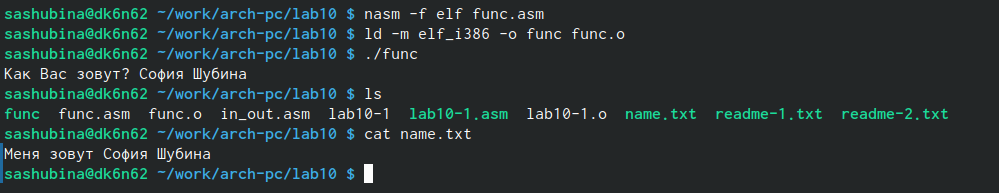 sashubina@dk6n62 ~/work/arch-pc/lab10 $ nasm -f elf func.asm
sashubina@dk6n62 ~/work/arch-pc/lab10 $ ld -m elf_i386 -o func func.o
sashubina@dk6n62 ~/work/arch-pc/lab10 $ ./func
Как Вас зовут? София Шубина
sashubina@dk6n62 ~/work/arch-pc/lab10 $ ls
func func.asm func.o in_out.asm lab10-1 lab10-1.asm lab10-1.o name.txt readme-1.txt readme-2.txt
sashubina@dk6n62 ~/work/arch-pc/lab10 $ cat name.txt
Меня зовут София Шубина
sashubina@dk6n62 ~/work/arch-pc/lab10 $